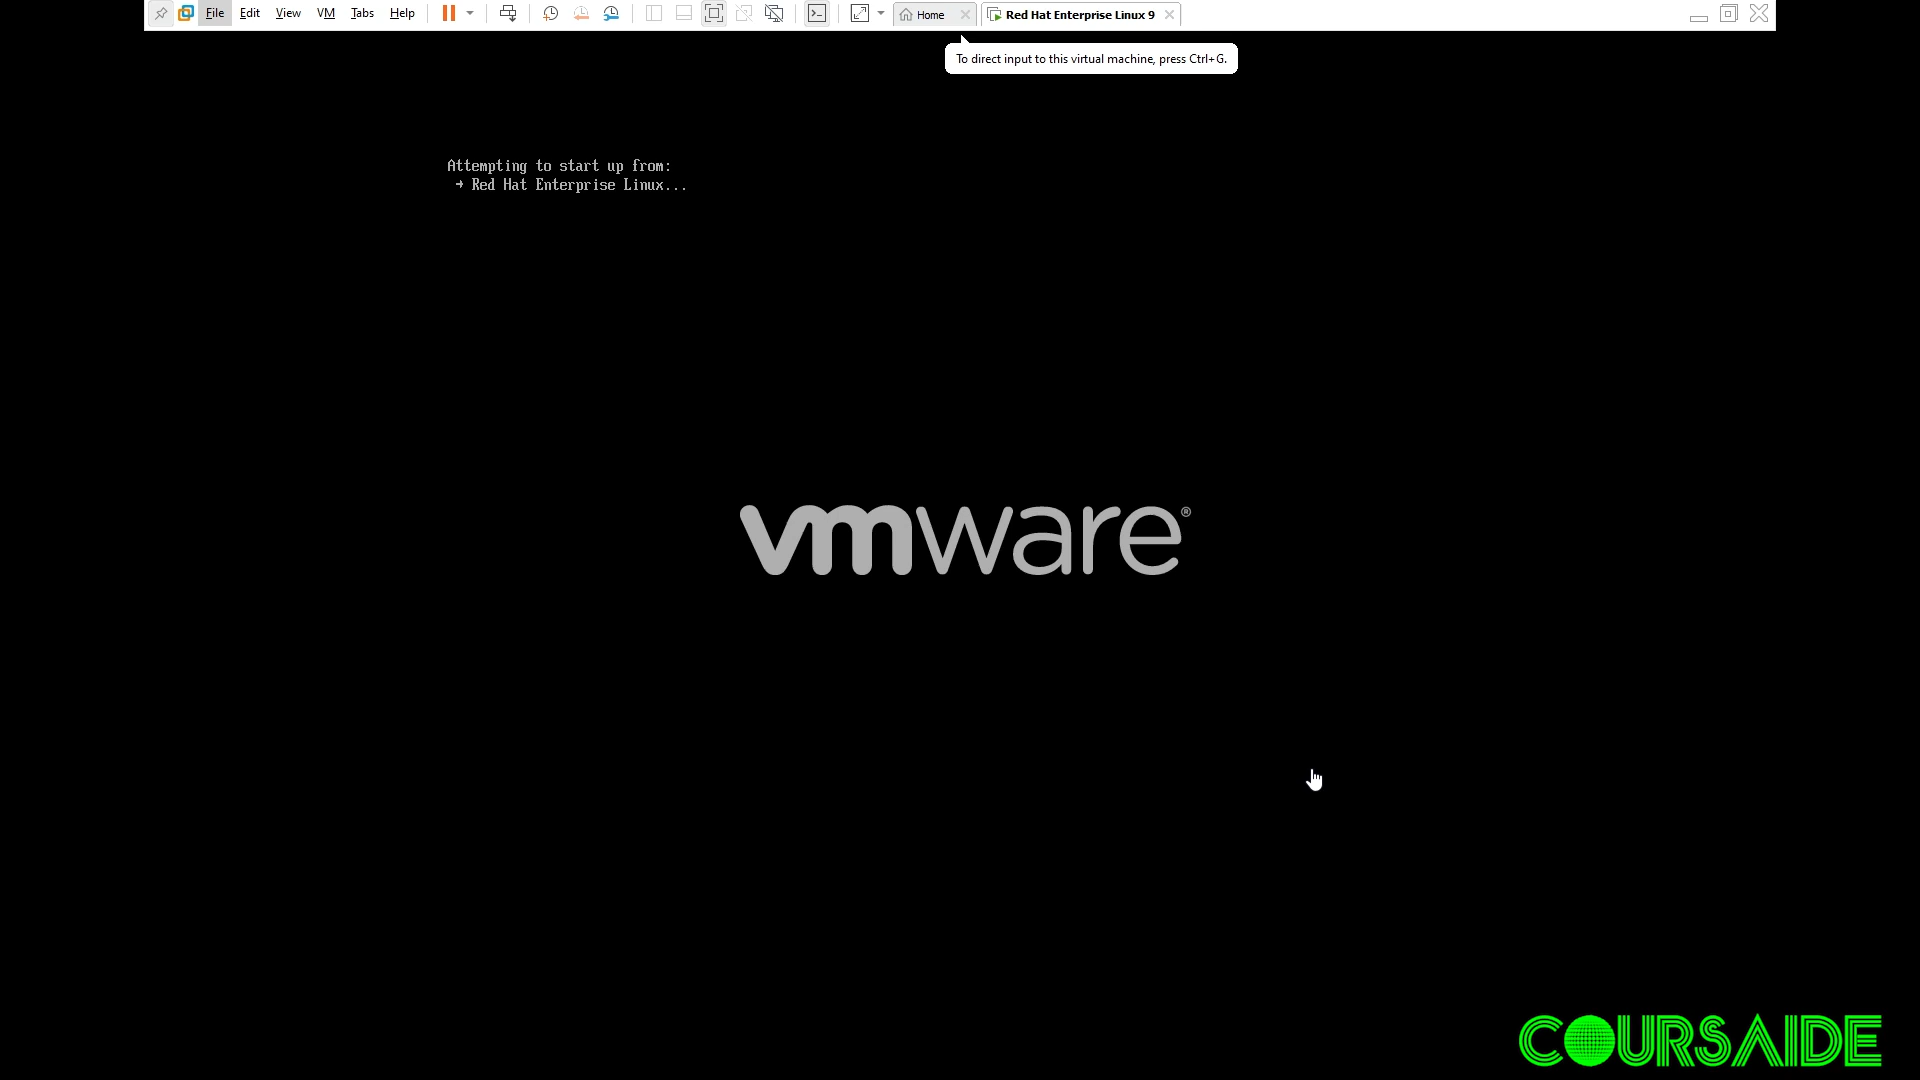 File Edit View VM Tabs Help Home Red Hat Enterprise Linux 9
To direct input to this virtual machine, press Ctrl+G.
Attempting to start up from:
→ Red Hat Enterprise Linux...
vmware®
COURSAIDE